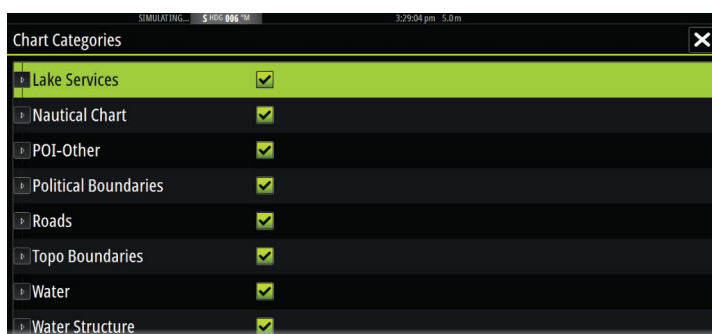 SIMULATING... S HDG 006 °M 3:29:04 pm 5.0 m
Chart Categories
Lake Services
Nautical Chart
POI-Other
Political Boundaries
Roads
Topo Boundaries
Water
Water Structure